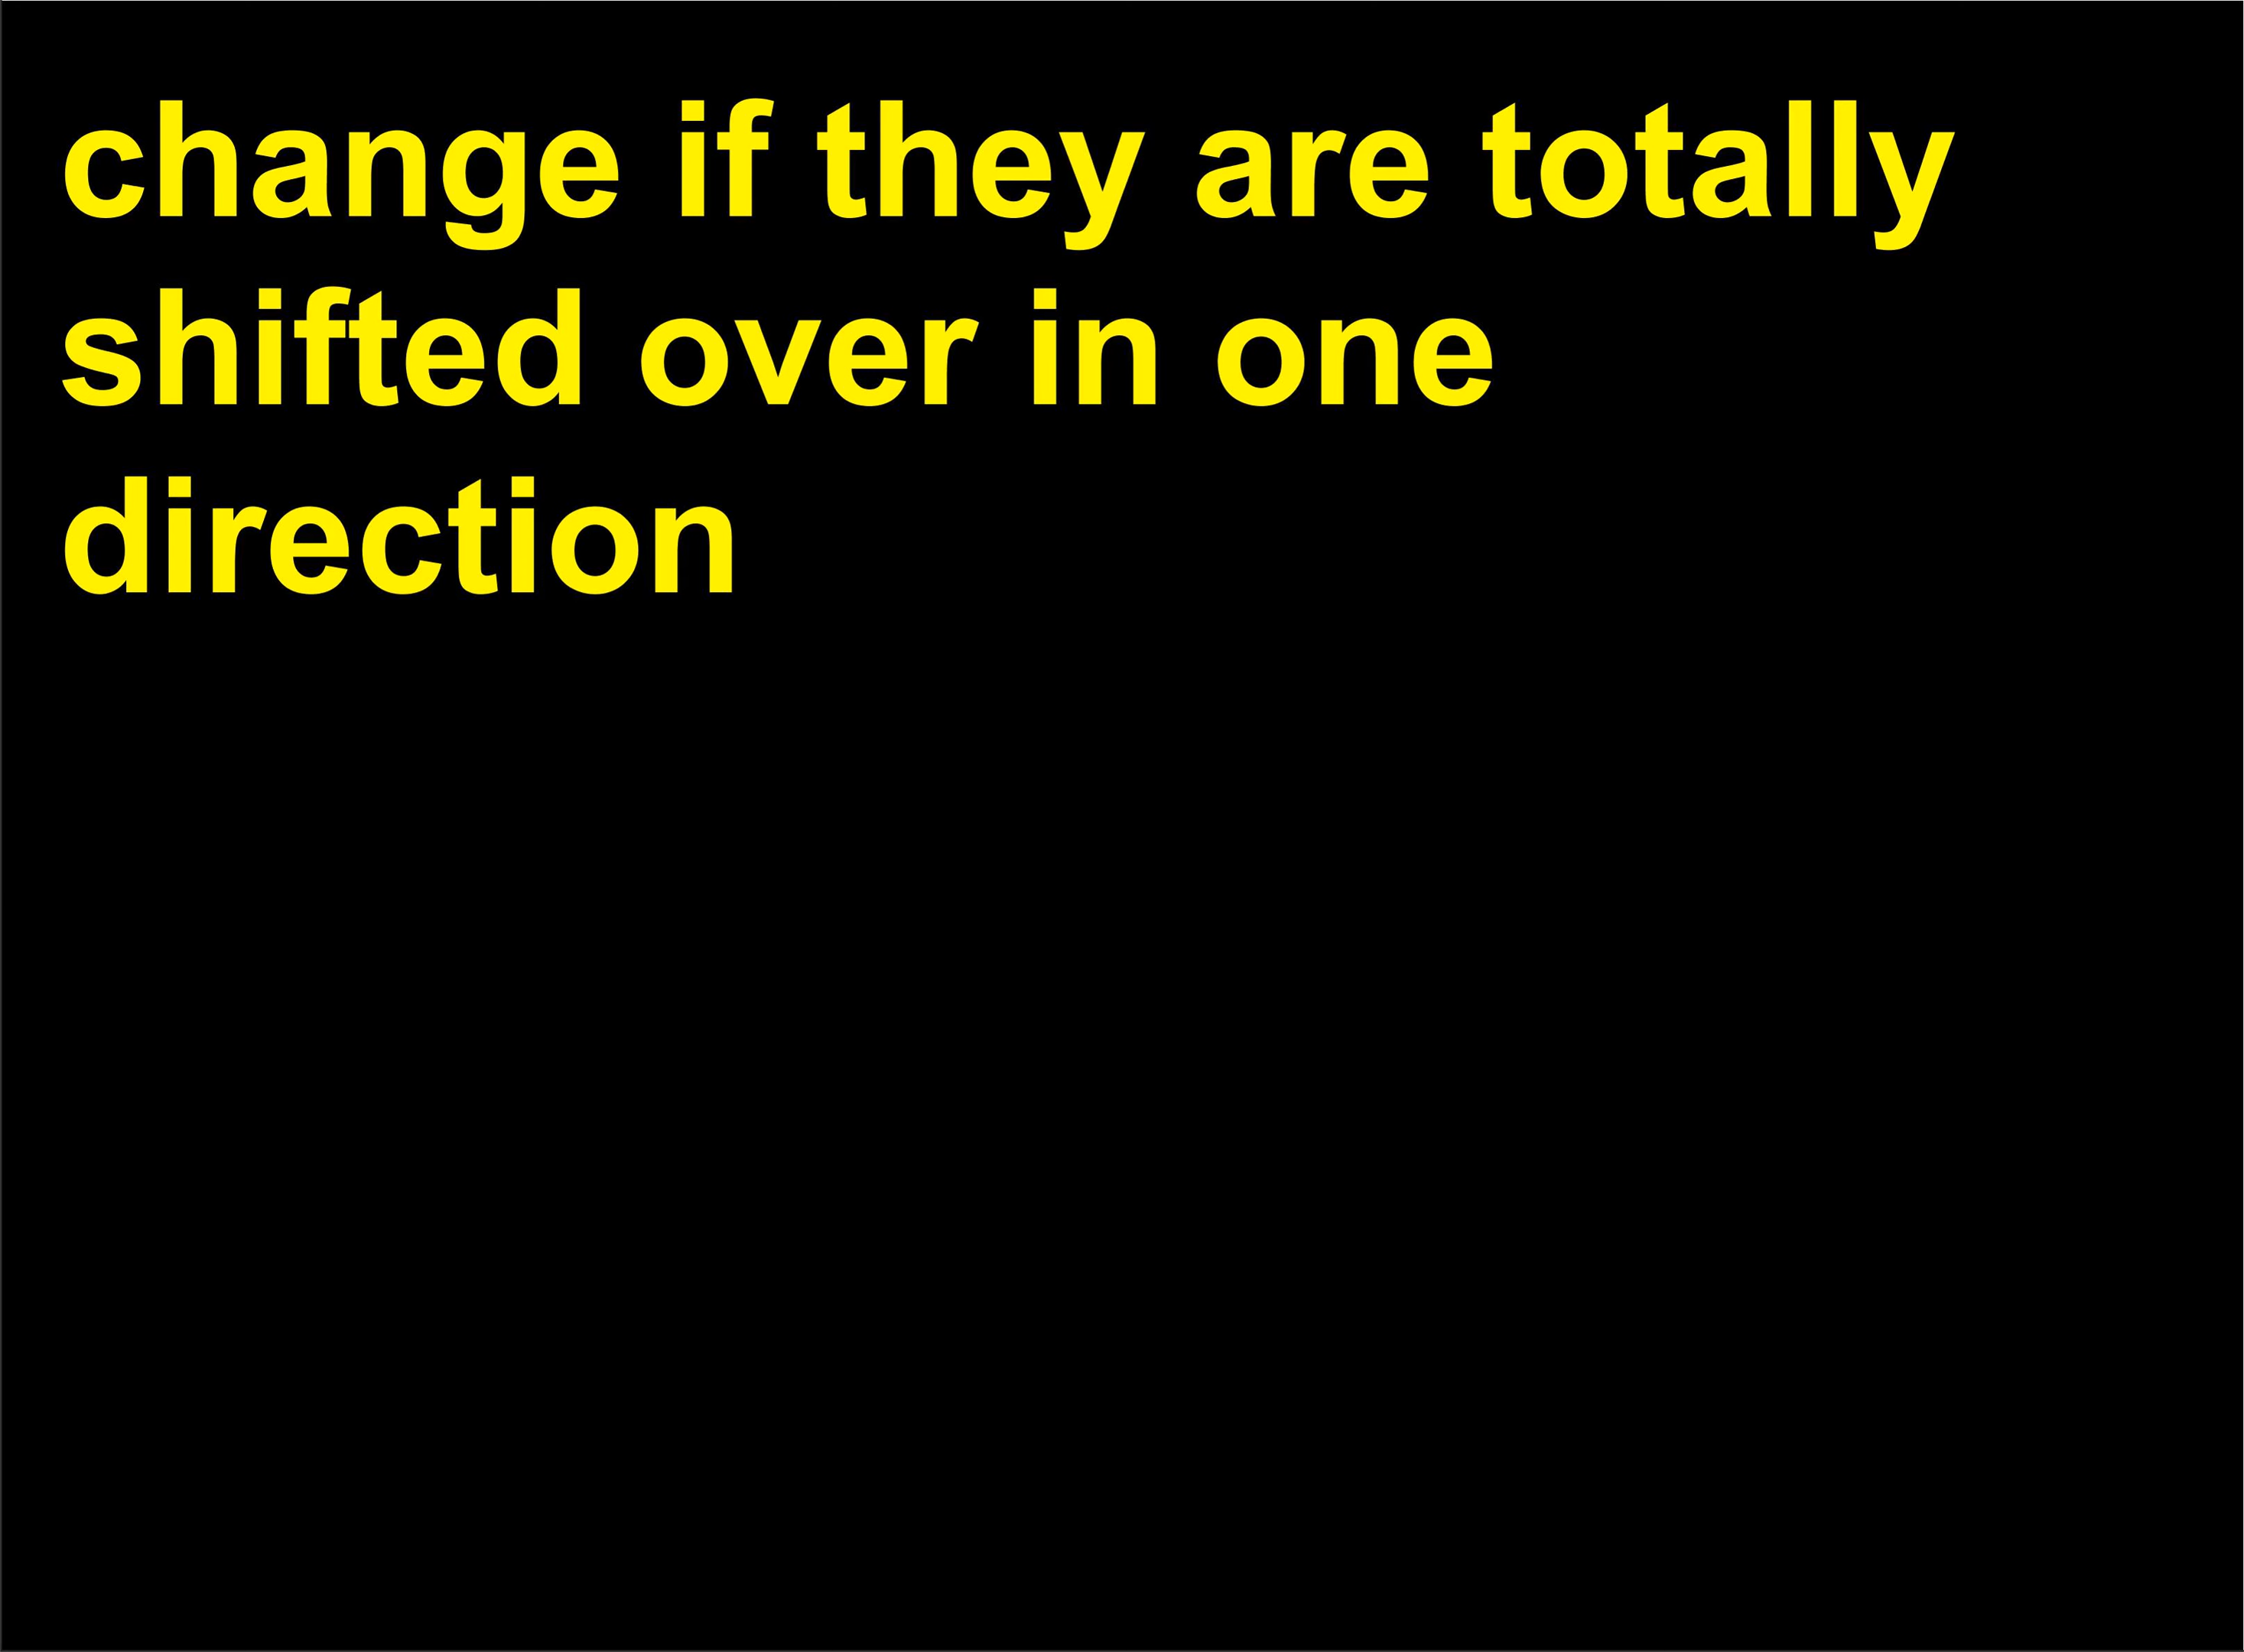 change if they are totally
shifted over in one
direction